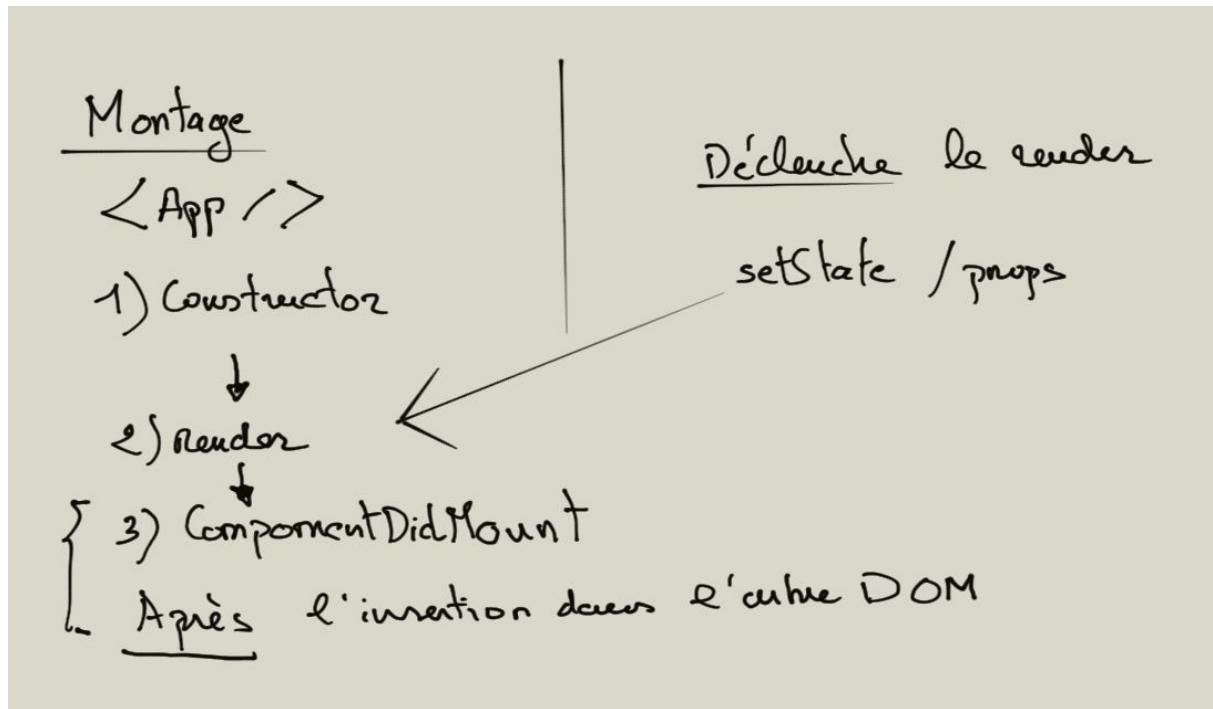 Montage
<App />
1) Constructor
2) render
3) ComponentDidMount
Après l'insertion dans l'arbre DOM
Déclenche le render
setState / props